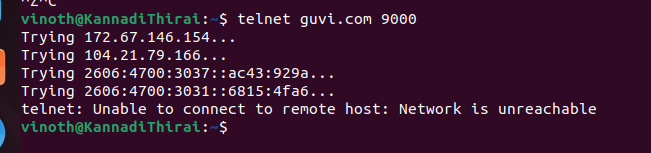 ^Z^C
vinoth@KannadiThirai:~$ telnet guvi.com 9000
Trying 172.67.146.154...
Trying 104.21.79.166...
Trying 2606:4700:3037::ac43:929a...
Trying 2606:4700:3031::6815:4fa6...
telnet: Unable to connect to remote host: Network is unreachable
vinoth@KannadiThirai:~$